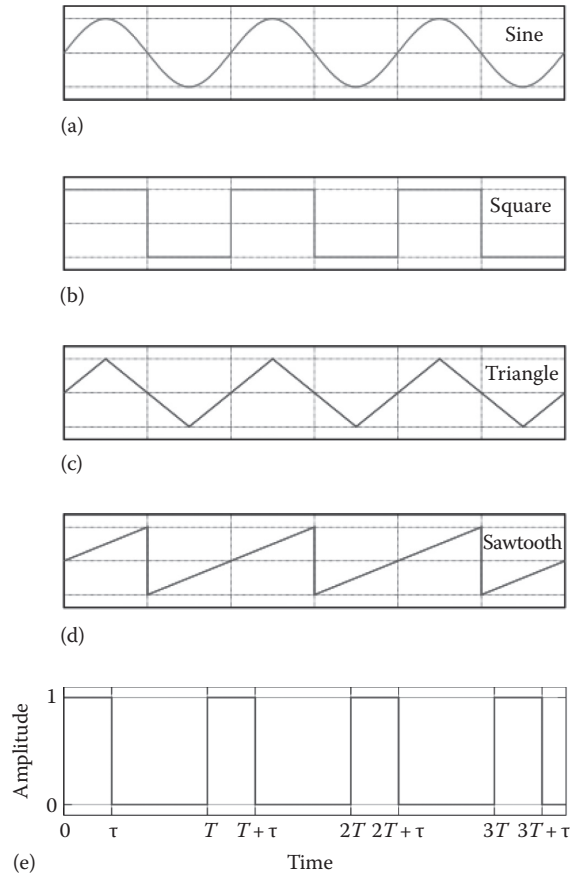 Sine
(a)
Square
(b)
Triangle
(c)
Sawtooth
(d)
1
Amplitude
0
0 τ T T + τ 2T 2T + τ 3T 3T + τ
(e) Time